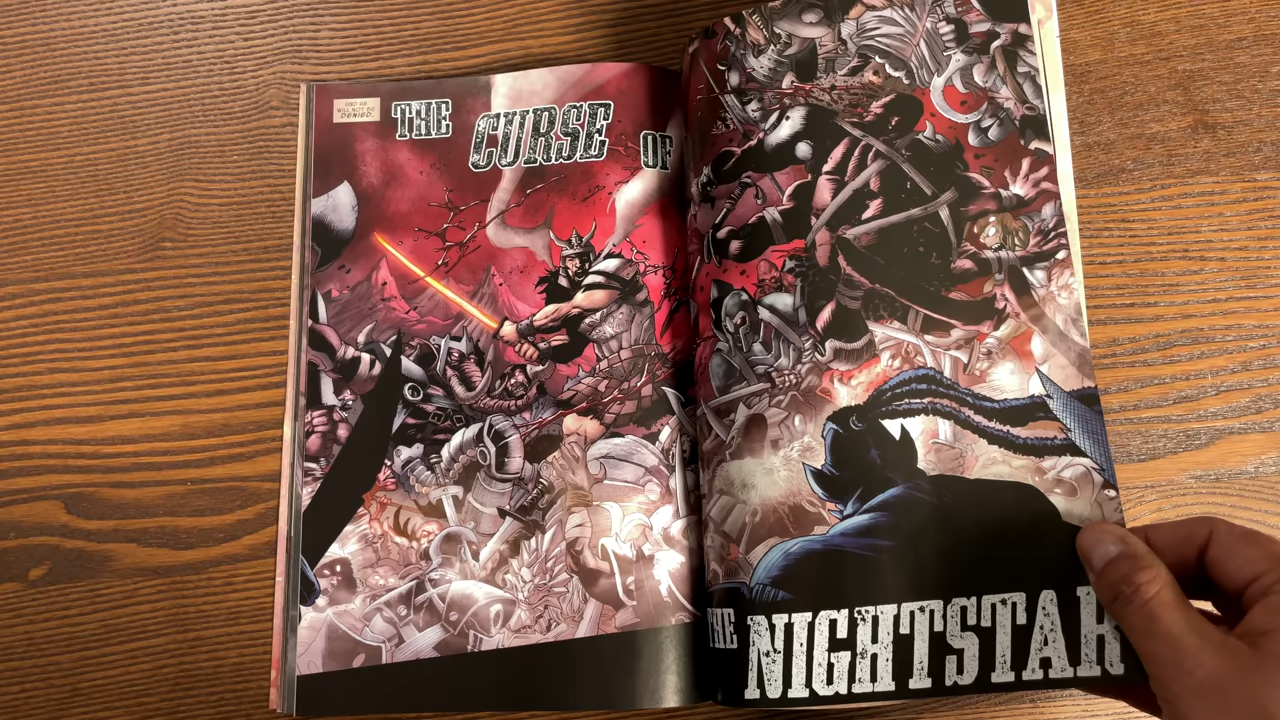 AND HE
WILL NOT BE
DENIED.
THE CURSE OF
THE NIGHTSTAR